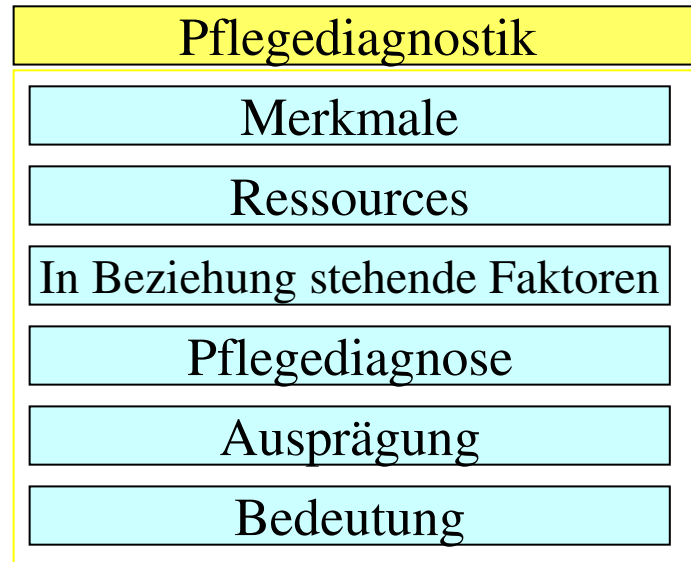 Pflegediagnostik
Merkmale
Ressources
In Beziehung stehende Faktoren
Pflegediagnose
Ausprägung
Bedeutung